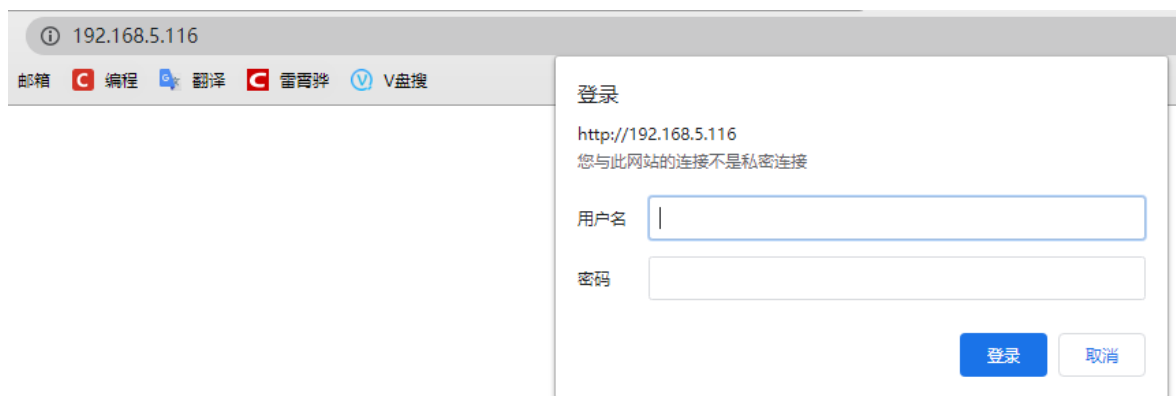 192.168.5.116
邮箱 C 编程 G 翻译 C 雷霄骅 V V盘搜
登录
http://192.168.5.116
您与此网站的连接不是私密连接
用户名
密码
登录 取消